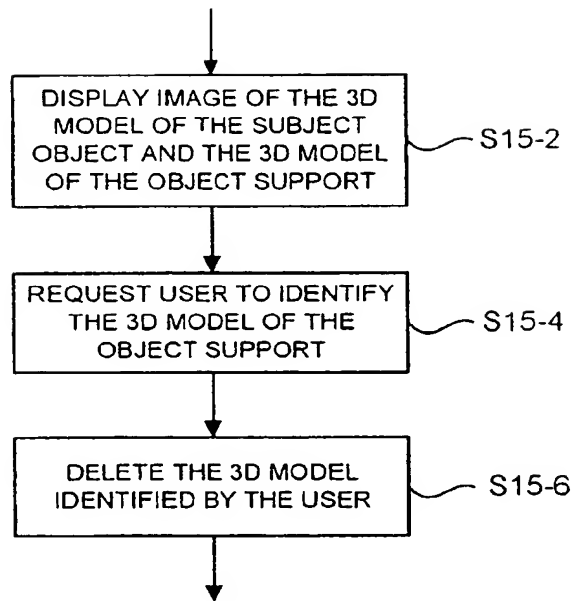 DISPLAY IMAGE OF THE 3D
MODEL OF THE SUBJECT
OBJECT AND THE 3D MODEL
OF THE OBJECT SUPPORT
S15-2
REQUEST USER TO IDENTIFY
THE 3D MODEL OF THE
OBJECT SUPPORT
S15-4
DELETE THE 3D MODEL
IDENTIFIED BY THE USER
S15-6